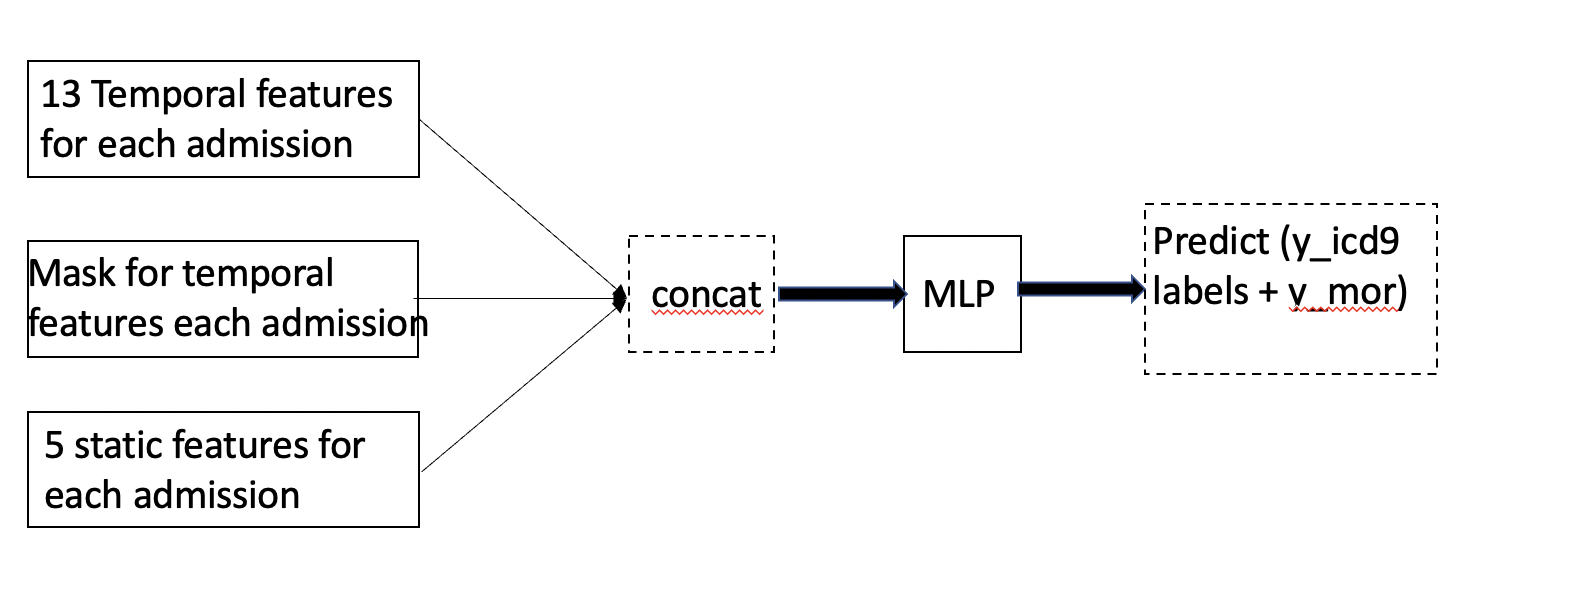 13 Temporal features
for each admission
Mask for temporal
features each admission
5 static features for
each admission
concat
MLP
Predict (y_icd9
labels + y_mor)